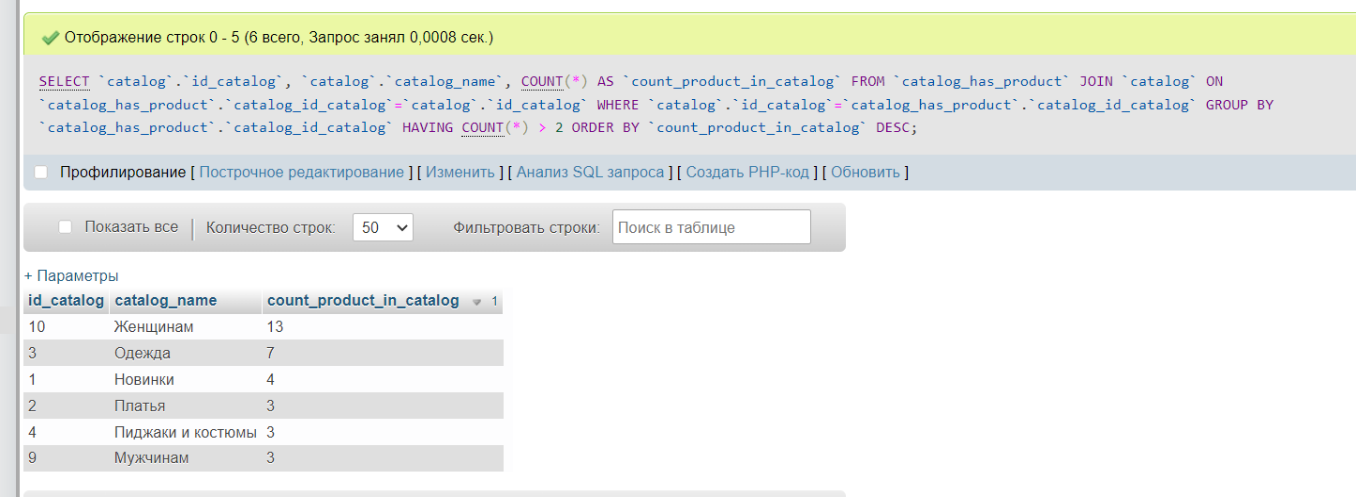 Отображение строк 0 - 5 (6 всего, Запрос занял 0,0008 сек.)
SELECT `catalog`.`id_catalog`, `catalog`.`catalog_name`, COUNT(*) AS `count_product_in_catalog` FROM `catalog_has_product` JOIN `catalog` ON
`catalog_has_product`.`catalog_id_catalog`=`catalog`.`id_catalog` WHERE `catalog`.`id_catalog`=`catalog_has_product`.`catalog_id_catalog` GROUP BY
`catalog_has_product`.`catalog_id_catalog` HAVING COUNT(*) > 2 ORDER BY `count_product_in_catalog` DESC;
Профилирование [ Построчное редактирование ] [ Изменить ] [ Анализ SQL запроса ] [ Создать PHP-код ] [ Обновить ]
Показать все Количество строк: 50 Фильтровать строки: Поиск в таблице
+ Параметры
id_catalog catalog_name count_product_in_catalog 1
10 Женщинам 13
3 Одежда 7
1 Новинки 4
2 Платья 3
4 Пиджаки и костюмы 3
9 Мужчинам 3